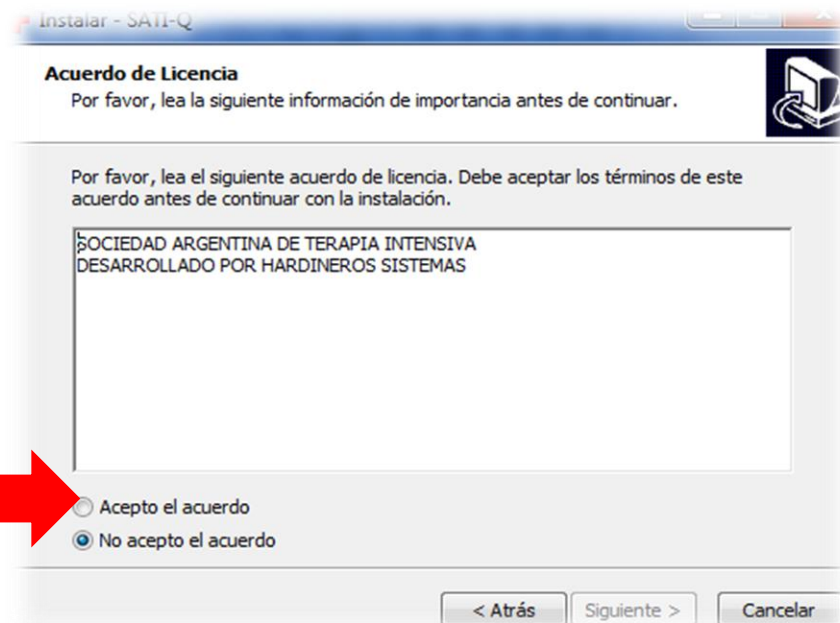 Instalar - SATI-Q
Acuerdo de Licencia
Por favor, lea la siguiente información de importancia antes de continuar.
Por favor, lea el siguiente acuerdo de licencia. Debe aceptar los términos de este
acuerdo antes de continuar con la instalación.
SOCIEDAD ARGENTINA DE TERAPIA INTENSIVA
DESARROLLADO POR HARDINEROS SISTEMAS
Acepto el acuerdo
No acepto el acuerdo
< Atrás
Siguiente >
Cancelar